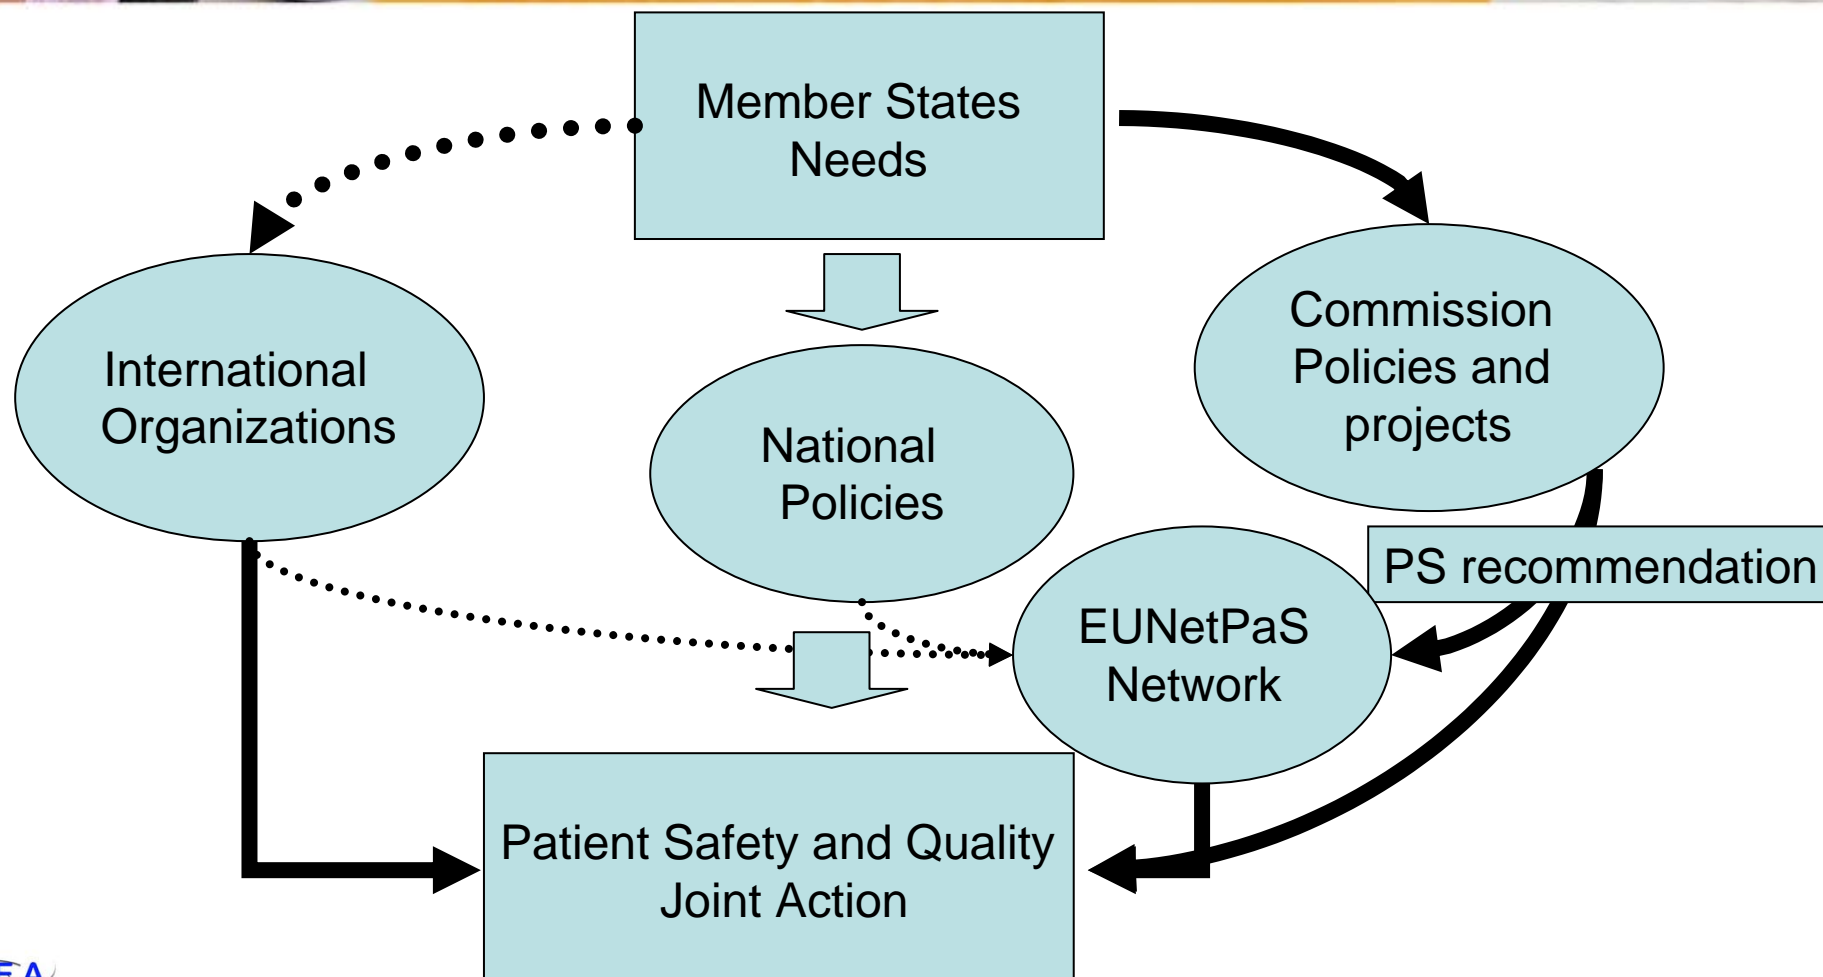 Member States
Needs
International
Organizations
National
Policies
Commission
Policies and
projects
PS recommendation
EUNetPaS
Network
Patient Safety and Quality
Joint Action